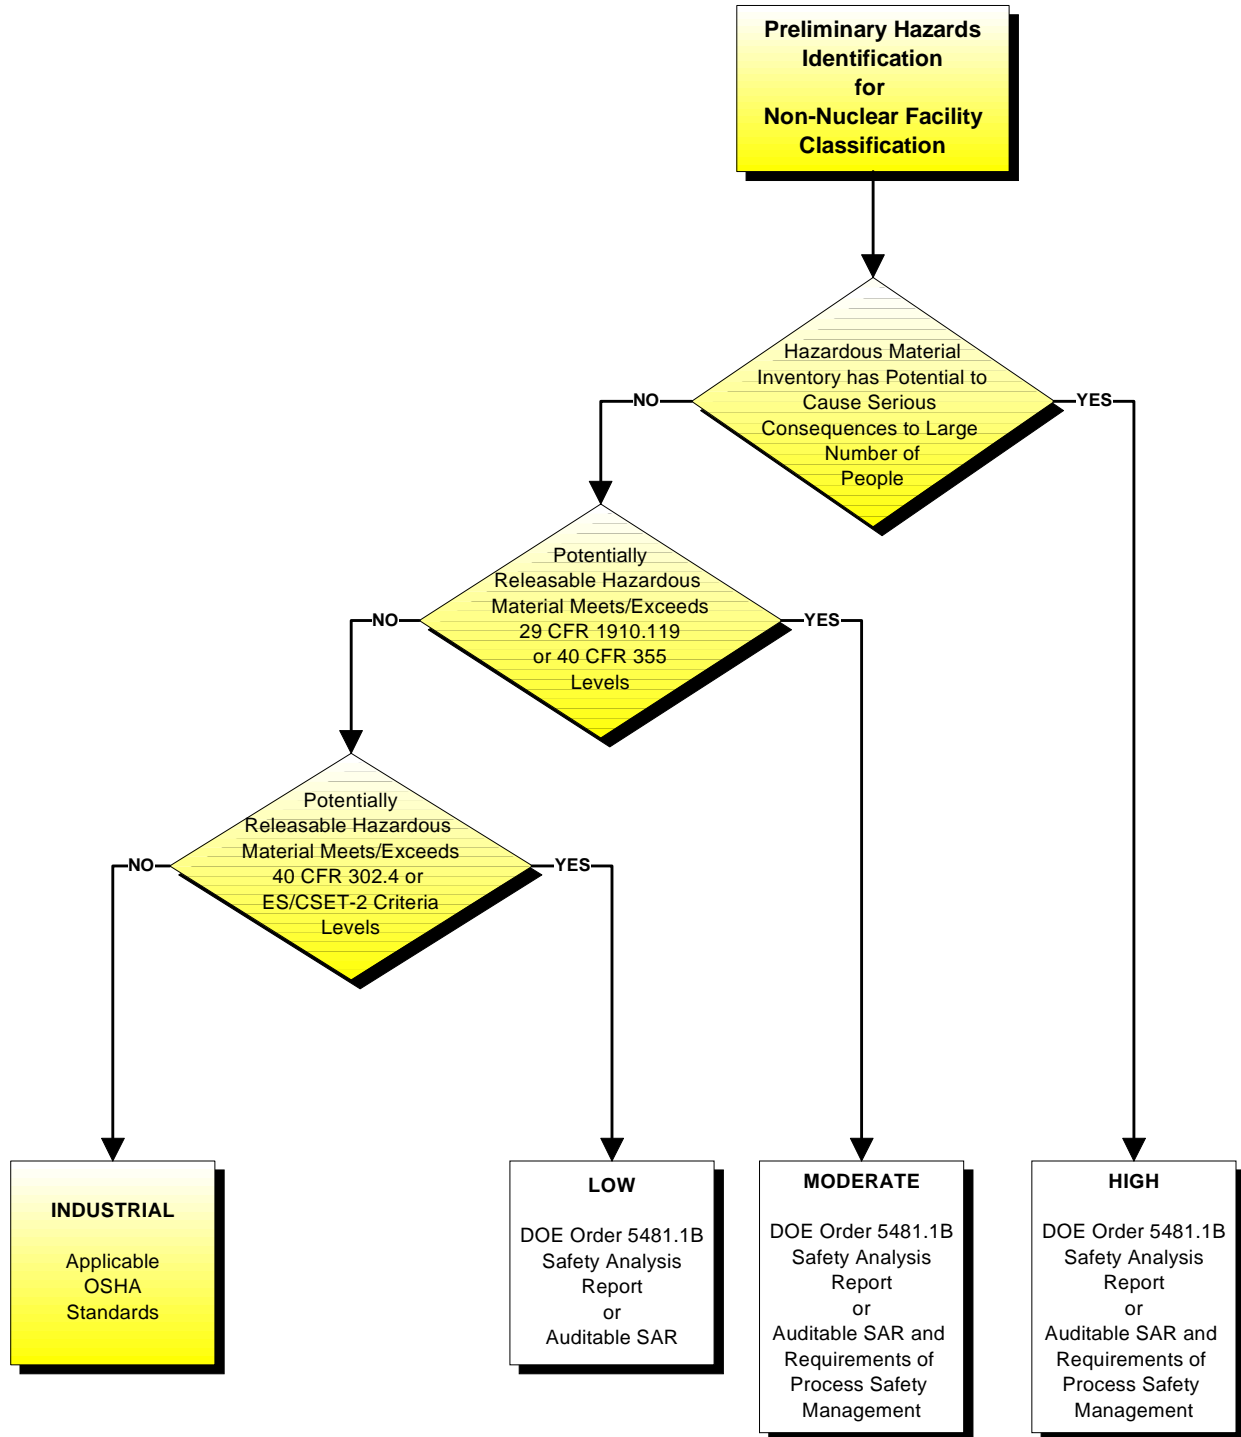 Preliminary Hazards
Identification
for
Non-Nuclear Facility
Classification
Hazardous Material
Inventory has Potential to
Cause Serious
Consequences to Large
Number of
People
NO
YES
Potentially
Releasable Hazardous
Material Meets/Exceeds
29 CFR 1910.119
or 40 CFR 355
Levels
NO
YES
Potentially
Releasable Hazardous
Material Meets/Exceeds
40 CFR 302.4 or
ES/CSET-2 Criteria
Levels
NO
YES
INDUSTRIAL
Applicable
OSHA
Standards
LOW
DOE Order 5481.1B
Safety Analysis
Report
or
Auditable SAR
MODERATE
DOE Order 5481.1B
Safety Analysis
Report
or
Auditable SAR and
Requirements of
Process Safety
Management
HIGH
DOE Order 5481.1B
Safety Analysis
Report
or
Auditable SAR and
Requirements of
Process Safety
Management